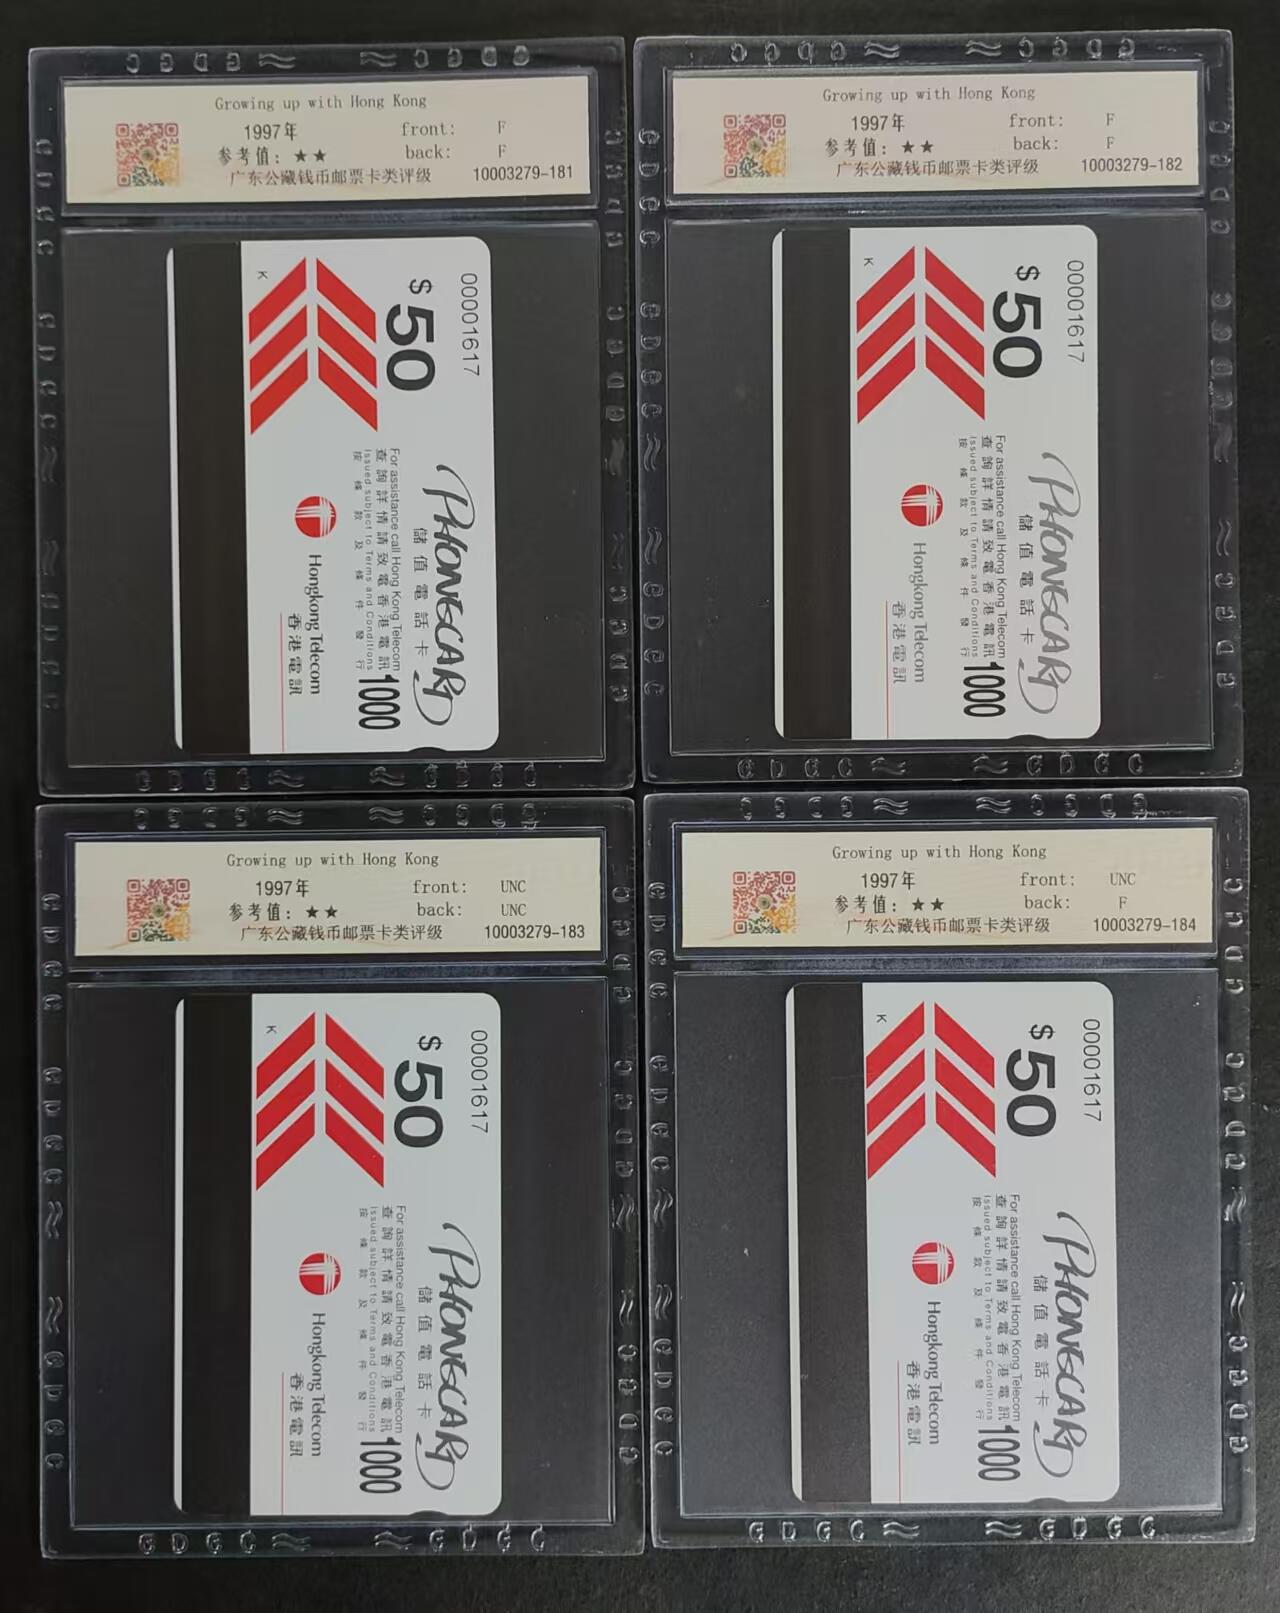 Growing up with Hong Kong
1997年 front: F
参考值：★★ back: F
广东公藏钱币邮票卡类评级 10003279-181
00001617
$50
K
PHONECARD
儲值電話卡
For assistance call Hong Kong Telecom
查詢詳情請致電香港電訊 1000
Issued subject to Terms and Conditions
按條款及條件發行
Hongkong Telecom
香港電訊
Growing up with Hong Kong
1997年 front: F
参考值：★★ back: F
广东公藏钱币邮票卡类评级 10003279-182
00001617
$50
K
PHONECARD
儲值電話卡
For assistance call Hong Kong Telecom
查詢詳情請致電香港電訊 1000
Issued subject to Terms and Conditions
按條款及條件發行
Hongkong Telecom
香港電訊
Growing up with Hong Kong
1997年 front: UNC
参考值：★★ back: UNC
广东公藏钱币邮票卡类评级 10003279-183
00001617
$50
K
PHONECARD
儲值電話卡
For assistance call Hong Kong Telecom
查詢詳情請致電香港電訊 1000
Issued subject to Terms and Conditions
按條款及條件發行
Hongkong Telecom
香港電訊
Growing up with Hong Kong
1997年 front: UNC
参考值：★★ back: F
广东公藏钱币邮票卡类评级 10003279-184
00001617
$50
K
PHONECARD
儲值電話卡
For assistance call Hong Kong Telecom
查詢詳情請致電香港電訊 1000
Issued subject to Terms and Conditions
按條款及條件發行
Hongkong Telecom
香港電訊